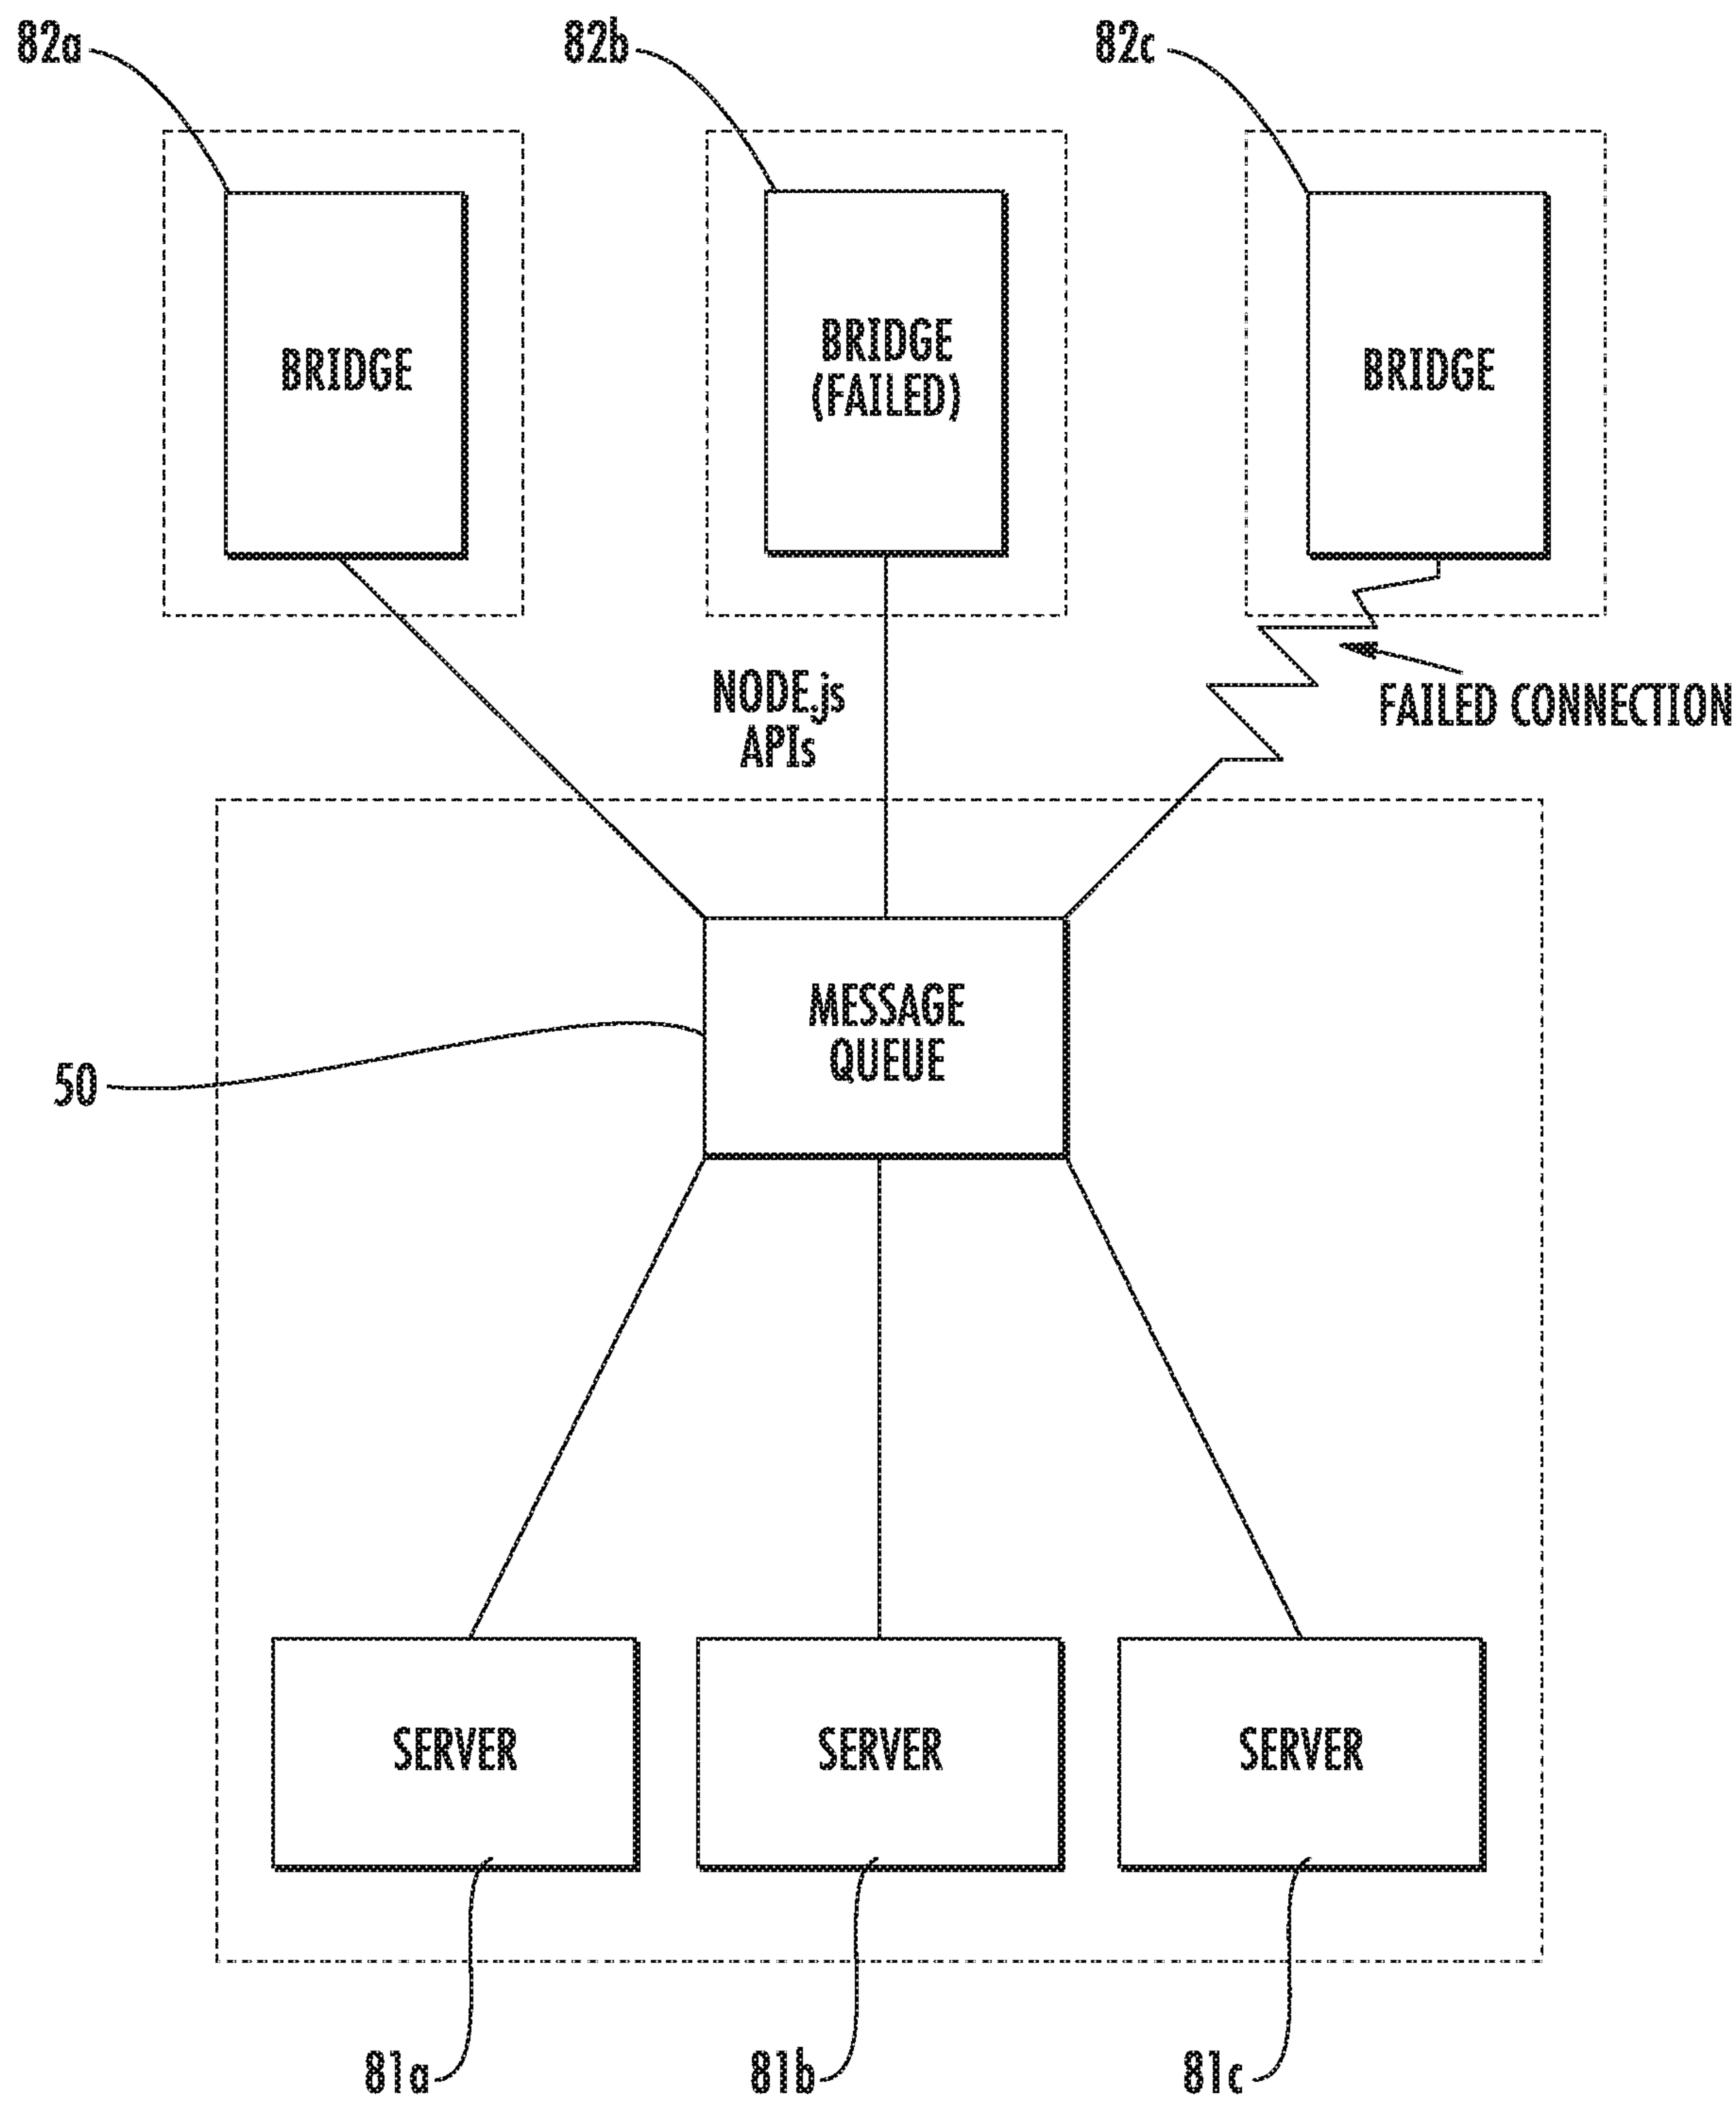 82a
82b
82c
BRIDGE
BRIDGE
(FAILED)
BRIDGE
NODE.js
APIs
FAILED CONNECTION
MESSAGE
QUEUE
50
SERVER
SERVER
SERVER
81a
81b
81c